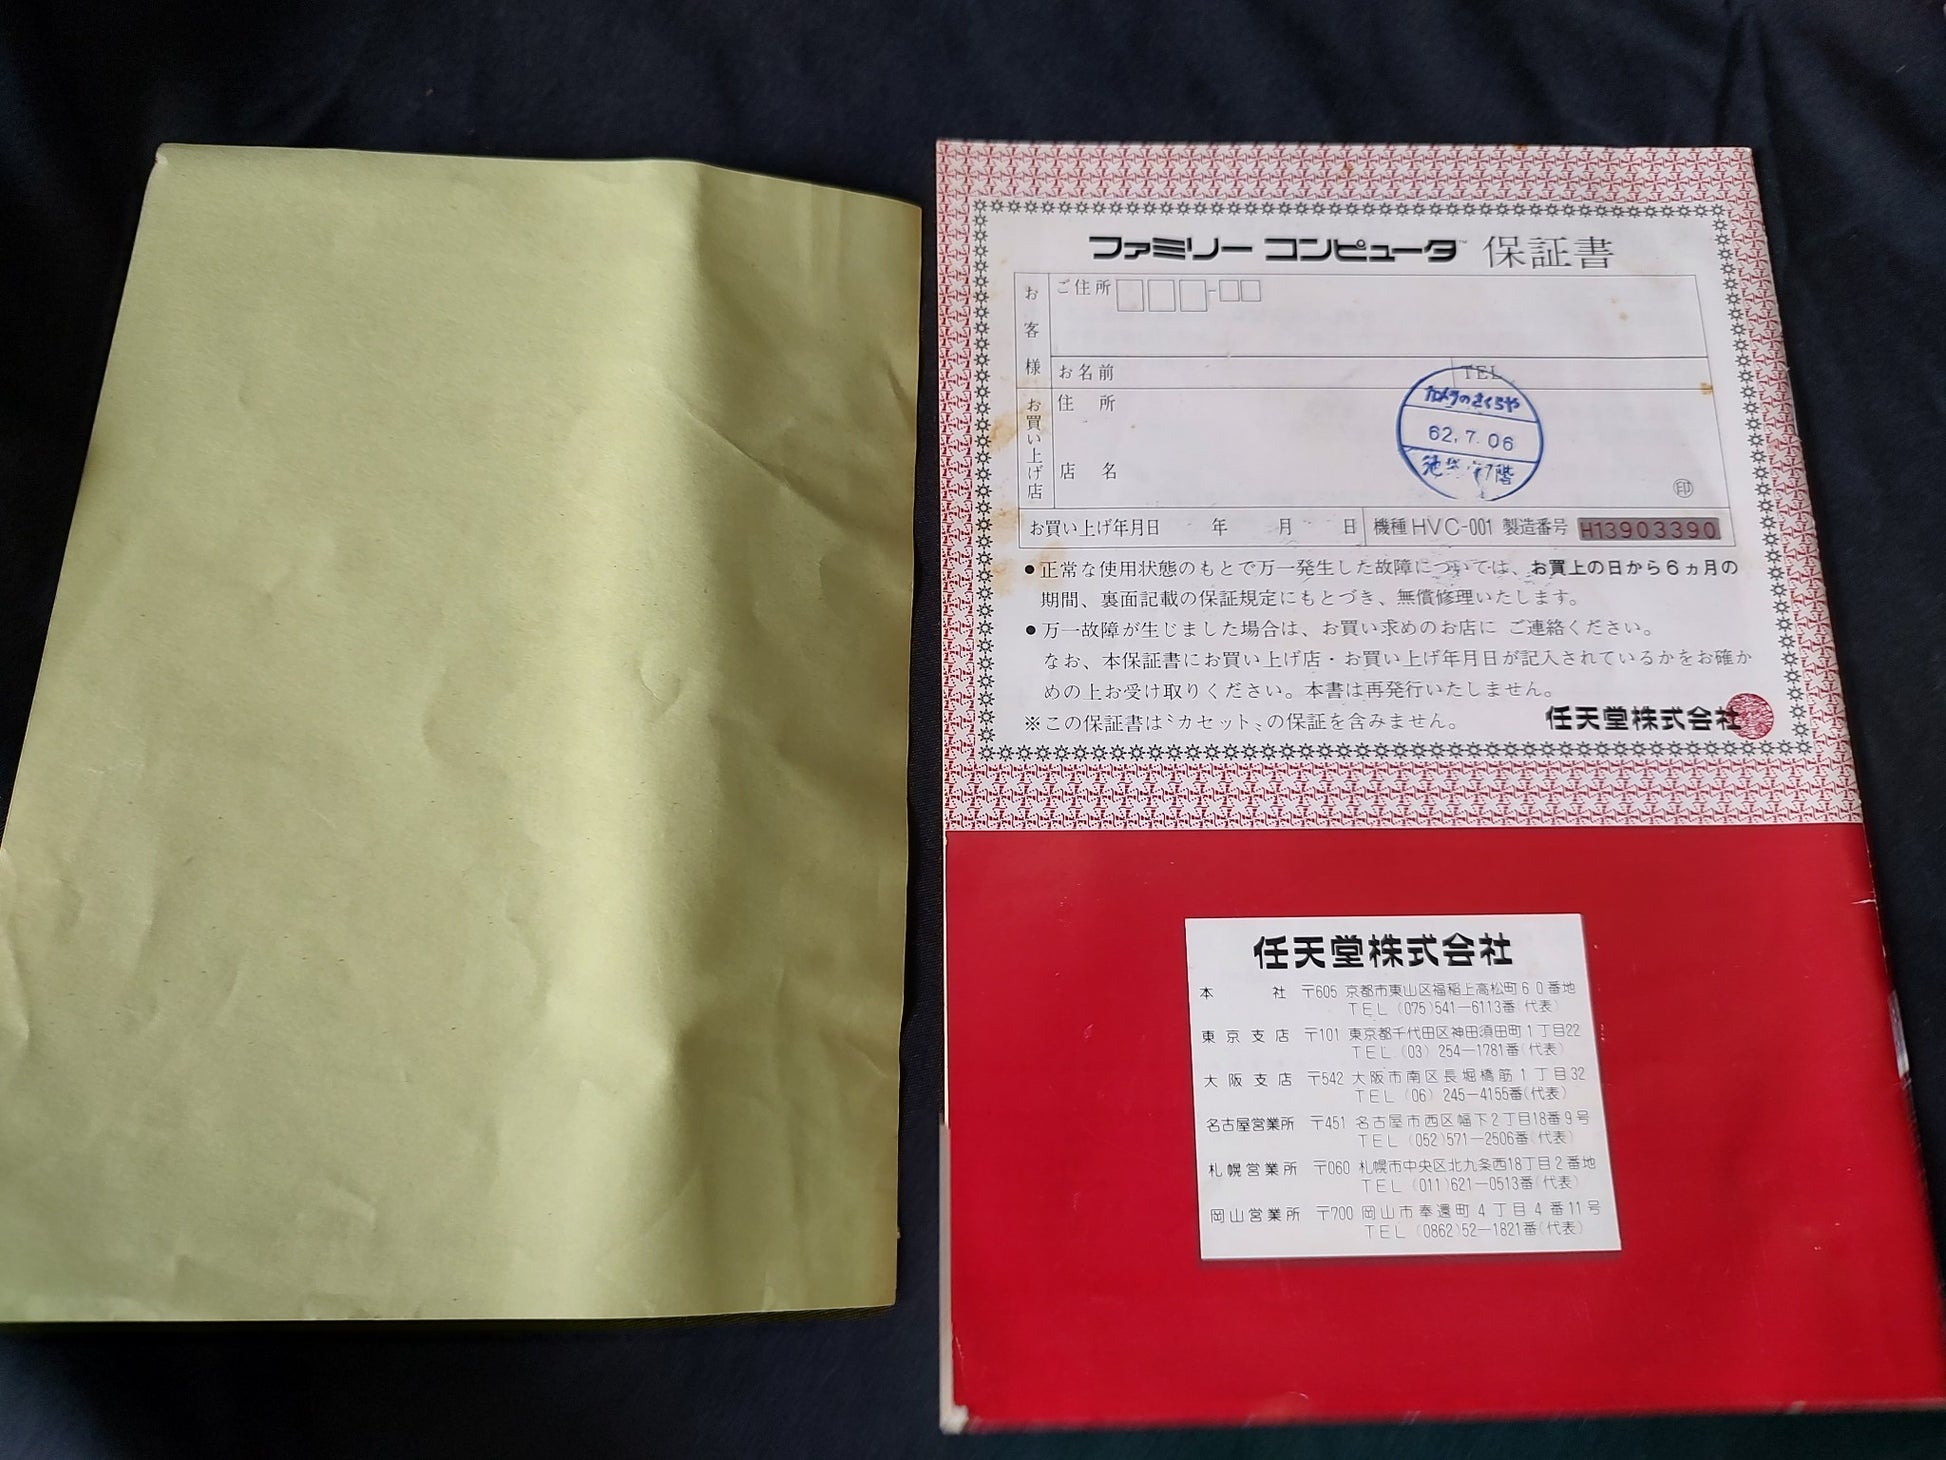 ファミリー コンピュータ™ 保証書
お客様
ご住所
お名前
TEL
お買い上げ店
住 所
店 名
カメラのさくらや
62.7.06
池袋 7階
印
お買い上げ年月日 年 月 日
機種 HVC-001 製造番号 H13903390
●正常な使用状態のもとで万一発生した故障については、お買上の日から6ヵ月の
期間、裏面記載の保証規定にもとづき、無償修理いたします。
●万一故障が生じました場合は、お買い求めのお店に ご連絡ください。
なお、本保証書にお買い上げ店・お買い上げ年月日が記入されているかをお確か
めの上お受け取りください。本書は再発行いたしません。
※この保証書は〝カセット〟の保証を含みません。
任天堂株式会社
任天堂株式会社
本 社 〒605 京都市東山区福稲上高松町60番地
TEL (075)541-6113番(代表)
東京支店 〒101 東京都千代田区神田須田町1丁目22
TEL (03) 254-1781番(代表)
大阪支店 〒542 大阪市南区長堀橋筋1丁目32
TEL (06) 245-4155番(代表)
名古屋営業所 〒451 名古屋市西区幅下2丁目18番9号
TEL (052)571-2506番(代表)
札幌営業所 〒060 札幌市中央区北九条西18丁目2番地
TEL (011)621-0513番(代表)
岡山営業所 〒700 岡山市奉還町4丁目4番11号
TEL (0862)52-1821番(代表)